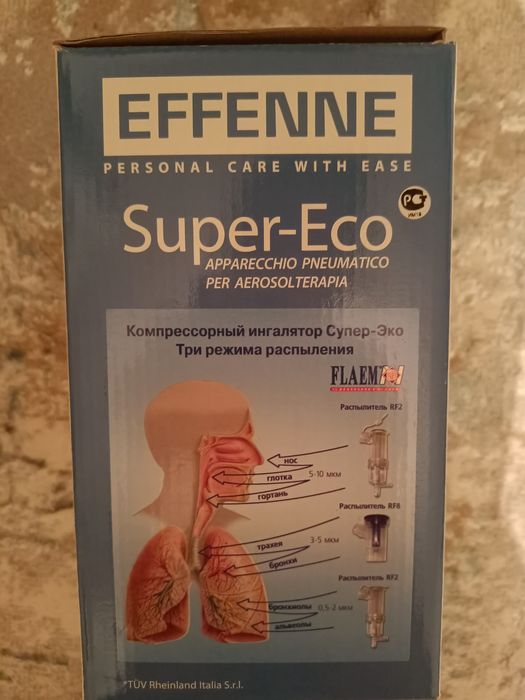 EFFENNE
PERSONAL CARE WITH EASE
Super-Eco
APPARECCHIO PNEUMATICO
PER AEROSOLTERAPIA
Компрессорный ингалятор Супер-Эко
Три режима распыления
FLAEM
Распылитель RF2
нос
глотка
5-10 мкм
гортань
Распылитель RF8
трахея
3-5 мкм
бронхи
Распылитель RF2
бронхиолы
0,5-2 мкм
альвеолы
*TÜV Rheinland Italia S.r.l.